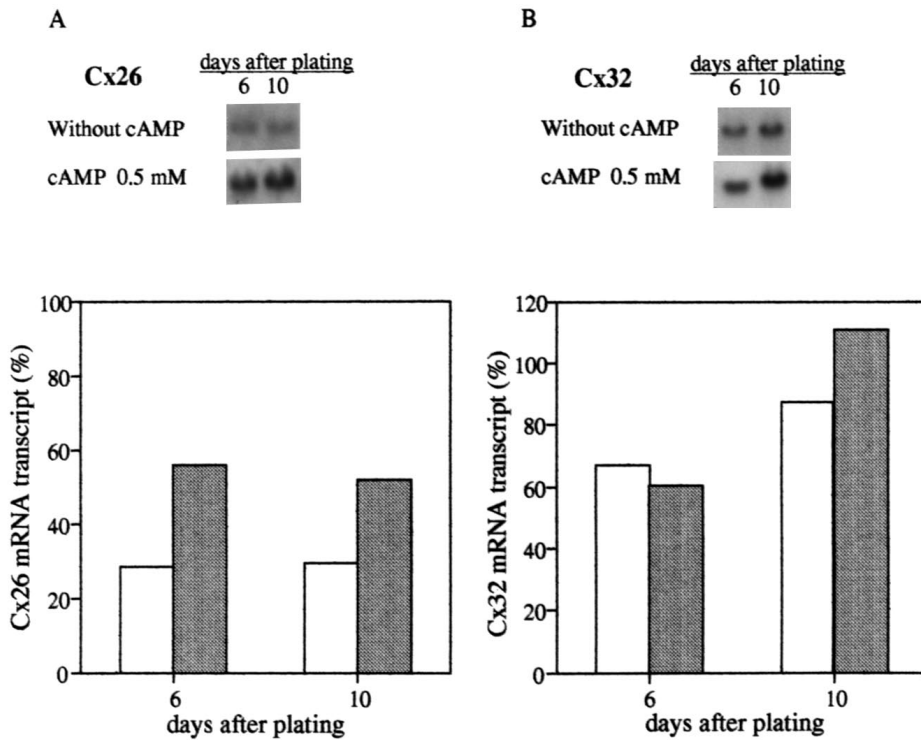 A
Cx26
days after plating
6 10
Without cAMP
cAMP 0.5 mM
B
Cx32
days after plating
6 10
Without cAMP
cAMP 0.5 mM
Cx26 mRNA transcript (%)
100
80
60
40
20
0
6 10
days after plating
Cx32 mRNA transcript (%)
120
100
80
60
40
20
0
6 10
days after plating